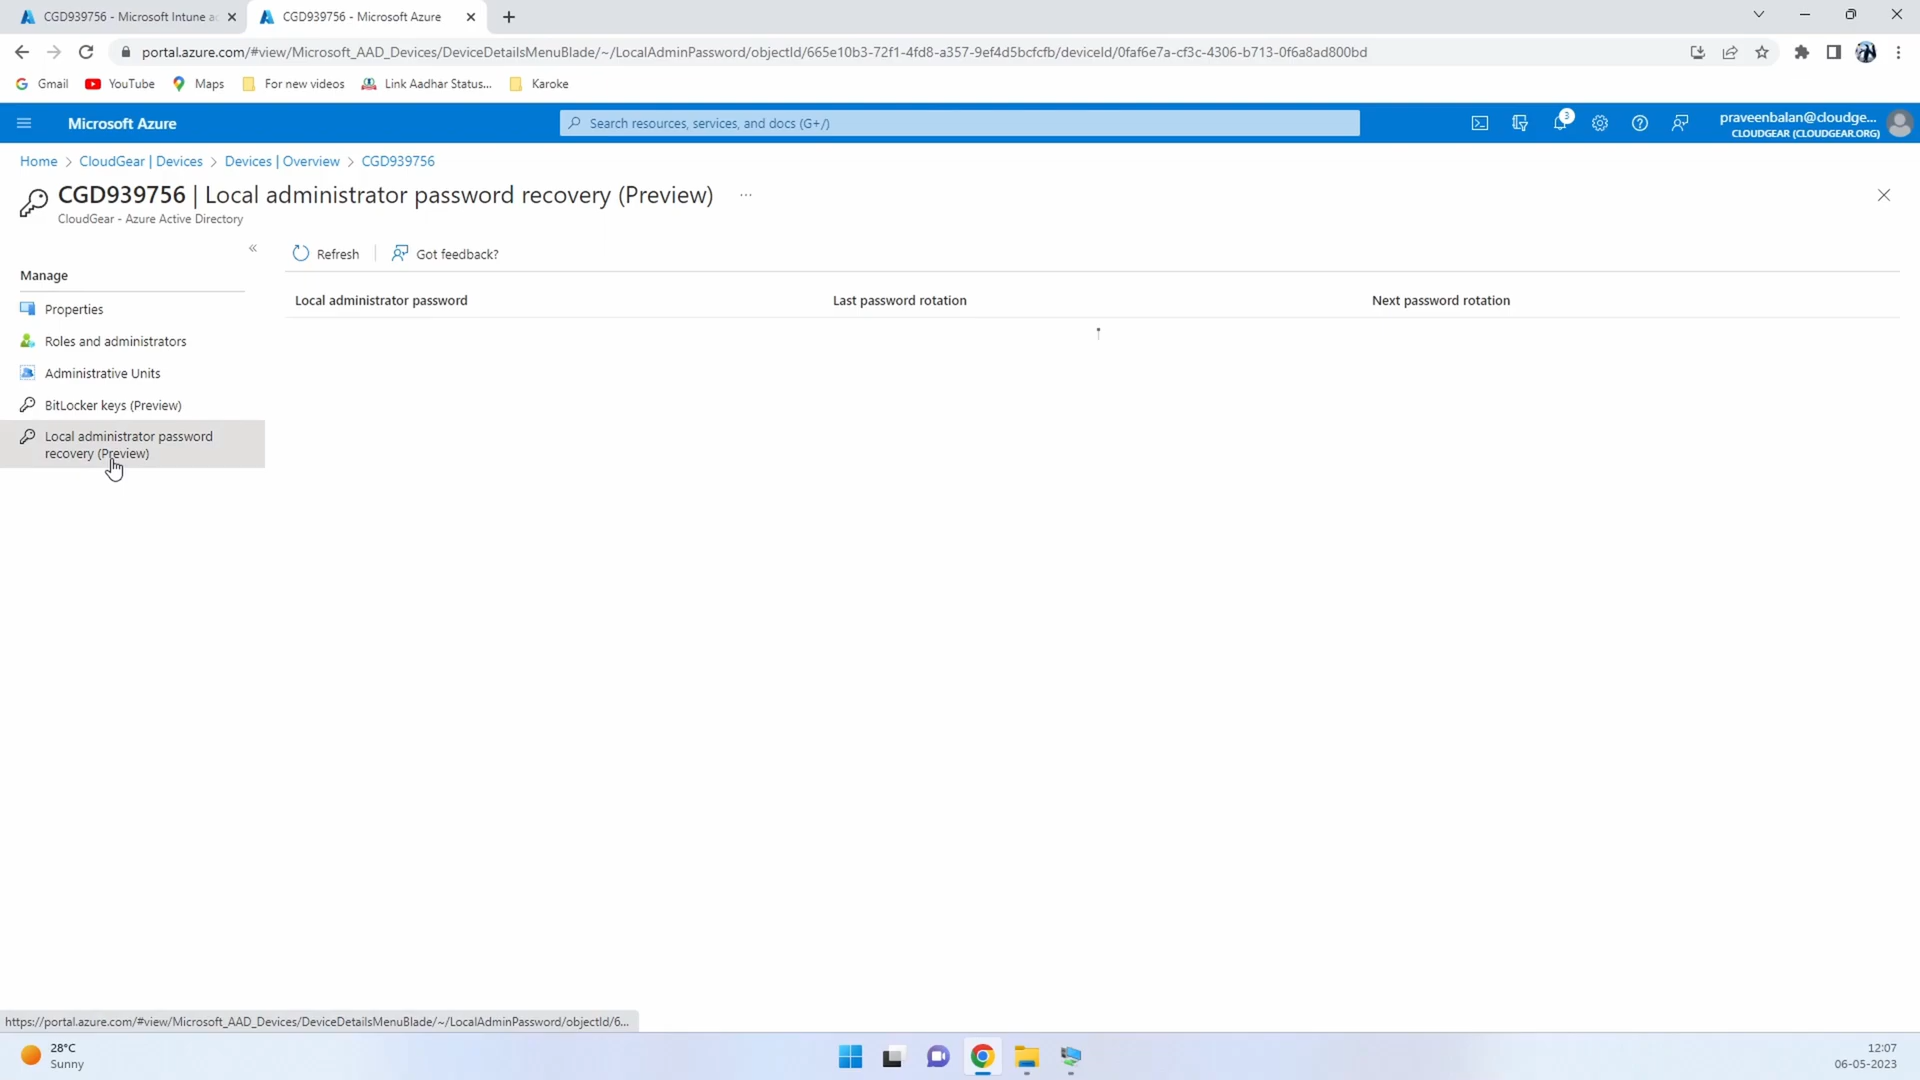 CGD939756 - Microsoft Intune a
CGD939756 - Microsoft Azure
portal.azure.com/#view/Microsoft_AAD_Devices/DeviceDetailsMenuBlade/~/LocalAdminPassword/objectId/665e10b3-72f1-4fd8-a357-9ef4d5bcfcfb/deviceId/0faf6e7a-cf3c-4306-b713-0f6a8ad800bd
Gmail
YouTube
Maps
For new videos
Link Aadhar Status...
Karoke
Microsoft Azure
Search resources, services, and docs (G+/)
3
praveenbalan@cloudge...
CLOUDGEAR (CLOUDGEAR.ORG)
Home > CloudGear | Devices > Devices | Overview > CGD939756
CGD939756 | Local administrator password recovery (Preview) ...
CloudGear - Azure Active Directory
Refresh
Got feedback?
Manage
Properties
Roles and administrators
Administrative Units
BitLocker keys (Preview)
Local administrator password
recovery (Preview)
Local administrator password
Last password rotation
Next password rotation
https://portal.azure.com/#view/Microsoft_AAD_Devices/DeviceDetailsMenuBlade/~/LocalAdminPassword/objectId/6...
28°C
Sunny
12:07
06-05-2023